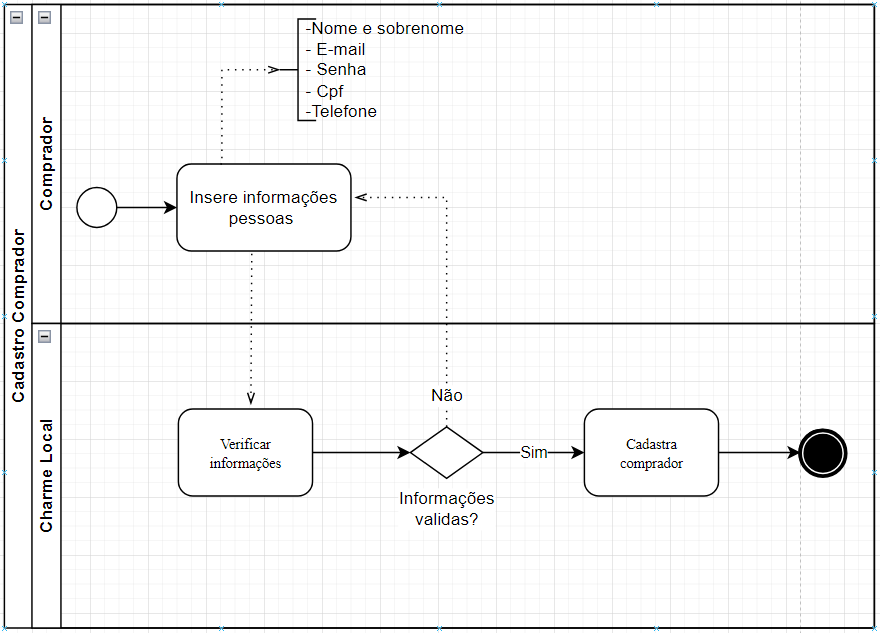 Cadastro Comprador
Comprador
-Nome e sobrenome
- E-mail
- Senha
- Cpf
-Telefone
Insere informações
pessoas
Charme Local
Verificar
informações
Não
Informações
validas?
Sim
Cadastra
comprador